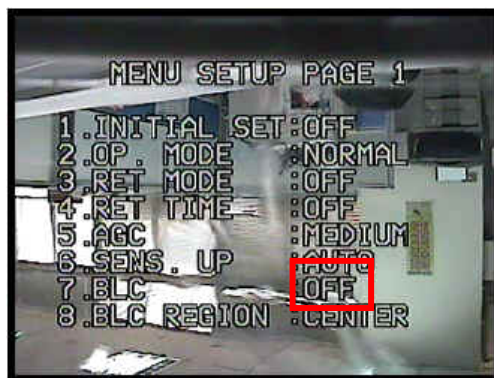 MENU SETUP PAGE 1
1.INITIAL SET:OFF
2.OP. MODE :NORMAL
3.RET MODE :OFF
4.RET TIME :OFF
5.AGC :MEDIUM
6.SENS. UP :AUTO
7.BLC :OFF
8.BLC REGION :CENTER